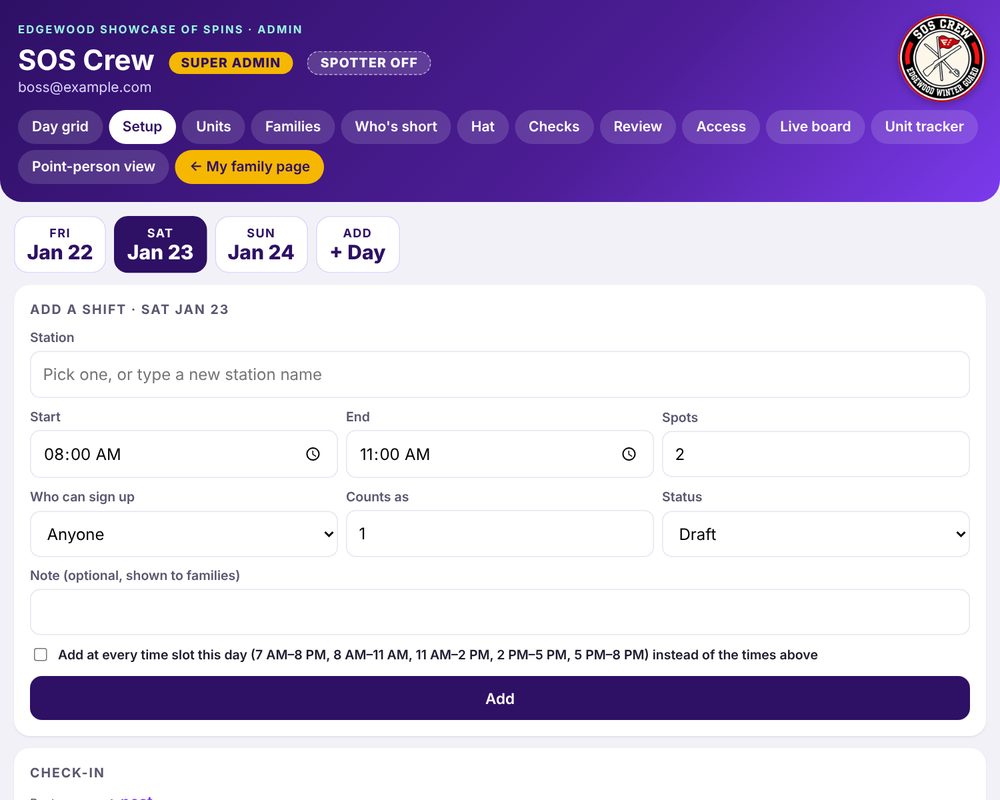 EDGEWOOD SHOWCASE OF SPINS · ADMIN
SOS Crew SUPER ADMIN SPOTTER OFF
boss@example.com
SOS CREW
EDGEWOOD WINTER GUARD
Day grid Setup Units Families Who's short Hat Checks Review Access Live board Unit tracker
Point-person view ← My family page
FRI SAT SUN ADD
Jan 22 Jan 23 Jan 24 + Day
ADD A SHIFT · SAT JAN 23
Station
Pick one, or type a new station name
Start End Spots
08:00 AM 11:00 AM 2
Who can sign up Counts as Status
Anyone 1 Draft
Note (optional, shown to families)
Add at every time slot this day (7 AM–8 PM, 8 AM–11 AM, 11 AM–2 PM, 2 PM–5 PM, 5 PM–8 PM) instead of the times above
Add
CHECK-IN